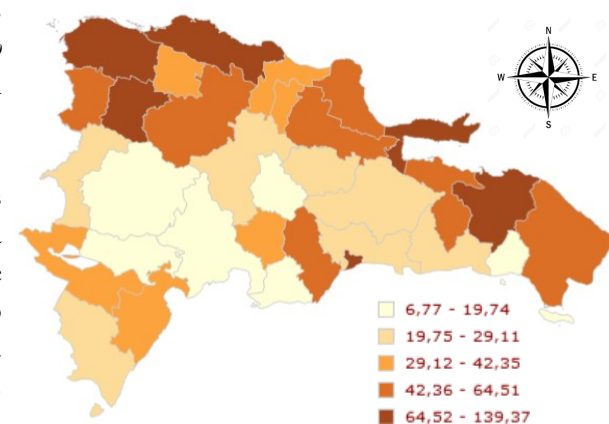 N
W E
S
6,77 - 19,74
19,75 - 29,11
29,12 - 42,35
42,36 - 64,51
64,52 - 139,37